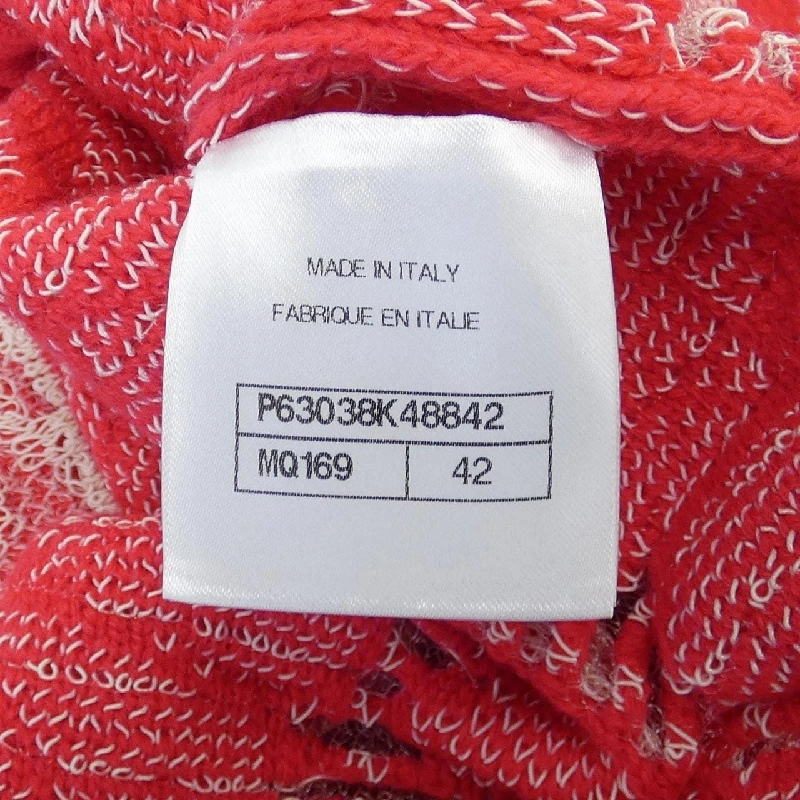 MADE IN ITALY
FABRIQUE EN ITALIE
P63038K48842
MQ169 42